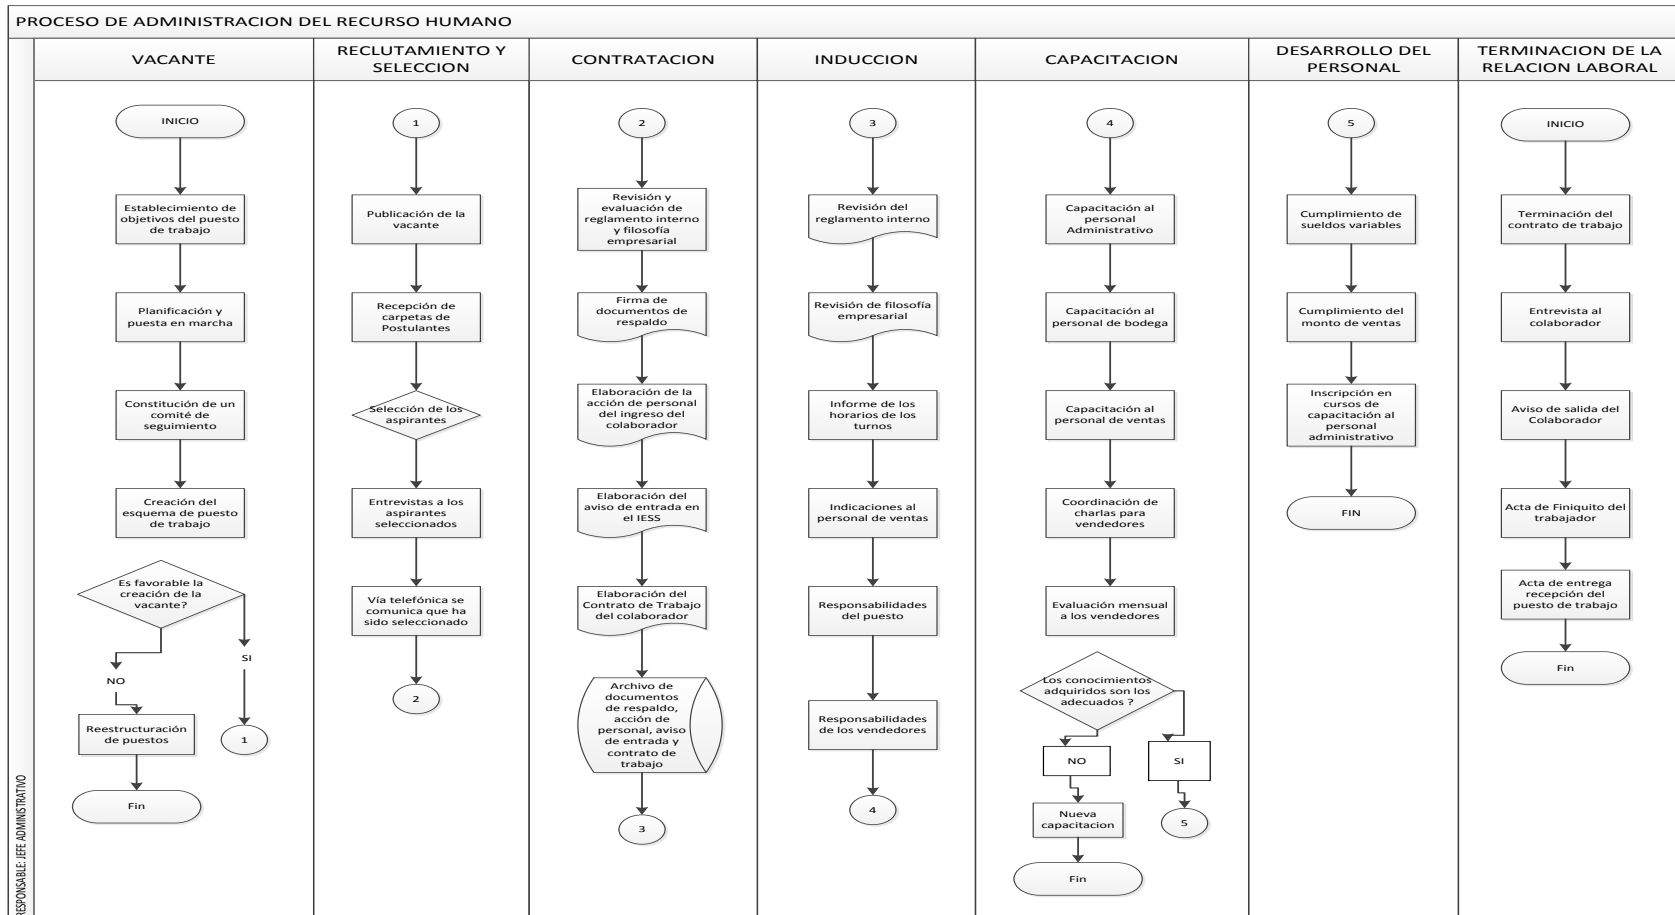 PROCESO DE ADMINISTRACION DEL RECURSO HUMANO
RESPONSABLE: JEFE ADMINISTRATIVO
VACANTE
INICIO
Establecimiento de
objetivos del puesto
de trabajo
Planificación y
puesta en marcha
Constitución de un
comité de
seguimiento
Creación del
esquema de puesto
de trabajo
Es favorable la
creación de la
vacante?
SI
NO
Reestructuración
de puestos
1
Fin
RECLUTAMIENTO Y
SELECCION
1
Publicación de la
vacante
Recepción de
carpetas de
Postulantes
Selección de los
aspirantes
Entrevistas a los
aspirantes
seleccionados
Vía telefónica se
comunica que ha
sido seleccionado
2
CONTRATACION
2
Revisión y
evaluación de
reglamento interno
y filosofía
empresarial
Firma de
documentos de
respaldo
Elaboración de la
acción de personal
del ingreso del
colaborador
Elaboración del
aviso de entrada en
el IESS
Elaboración del
Contrato de Trabajo
del colaborador
Archivo de
documentos
de respaldo,
acción de
personal, aviso
de entrada y
contrato de
trabajo
3
INDUCCION
3
Revisión del
reglamento interno
Revisión de filosofía
empresarial
Informe de los
horarios de los
turnos
Indicaciones al
personal de ventas
Responsabilidades
del puesto
Responsabilidades
de los vendedores
4
CAPACITACION
4
Capacitación al
personal
Administrativo
Capacitación al
personal de bodega
Capacitación al
personal de ventas
Coordinación de
charlas para
vendedores
Evaluación mensual
a los vendedores
Los conocimientos
adquiridos son los
adecuados ?
NO
SI
Nueva
capacitacion
5
Fin
DESARROLLO DEL
PERSONAL
5
Cumplimiento de
sueldos variables
Cumplimiento del
monto de ventas
Inscripción en
cursos de
capacitación al
personal
administrativo
FIN
TERMINACION DE LA
RELACION LABORAL
INICIO
Terminación del
contrato de trabajo
Entrevista al
colaborador
Aviso de salida del
Colaborador
Acta de Finiquito del
trabajador
Acta de entrega
recepción del
puesto de trabajo
Fin